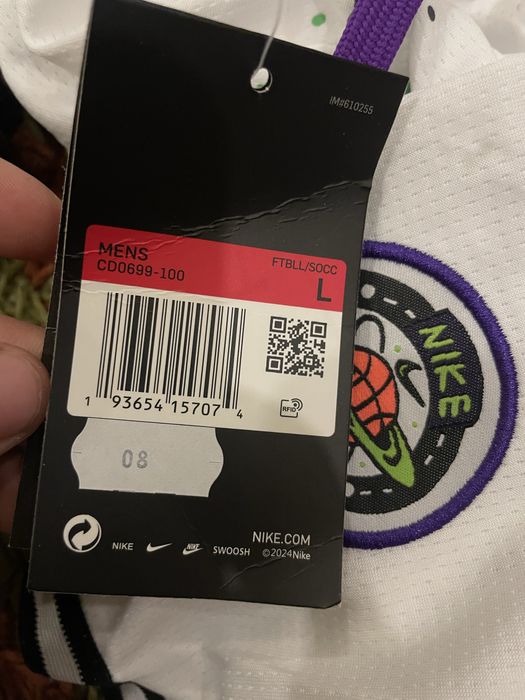 IM#610255
MENS
CD0699-100
FTBLL/SOCC
L
1 93654 15707 4
RFID
08
NIKE
NIKE
SWOOSH
NIKE.COM
©2024Nike
NIKE